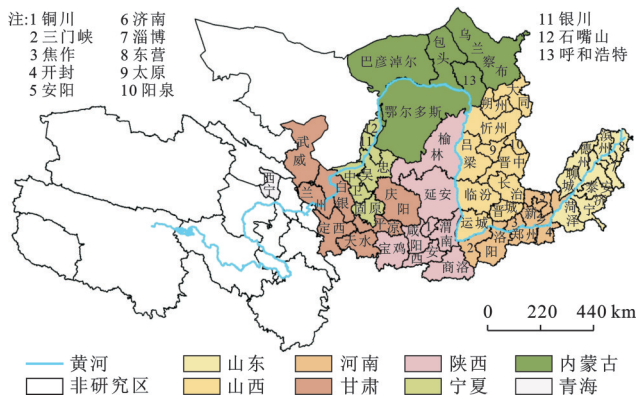 注:1 铜川 6 济南 11 银川
2 三门峡 7 淄博 12 石嘴山
3 焦作 8 东营 13 呼和浩特
4 开封 9 太原
5 安阳 10 阳泉
乌兰察布
包头
巴彦淖尔
13
大同
朔州
鄂尔多斯
忻州
榆林
吕梁
9
晋中
滨州
8
德州
武威
12
11
吴忠
中卫
西宁
兰州
白银
固原
庆阳
延安
临汾
长治
聊城
泰安
定西
平凉
天水
宝鸡
咸阳
渭南
西安
商洛
运城
晋城
新乡
菏泽
洛阳
郑州
2
0 220 440 km
黄河 山东 河南 陕西 内蒙古
非研究区 山西 甘肃 宁夏 青海